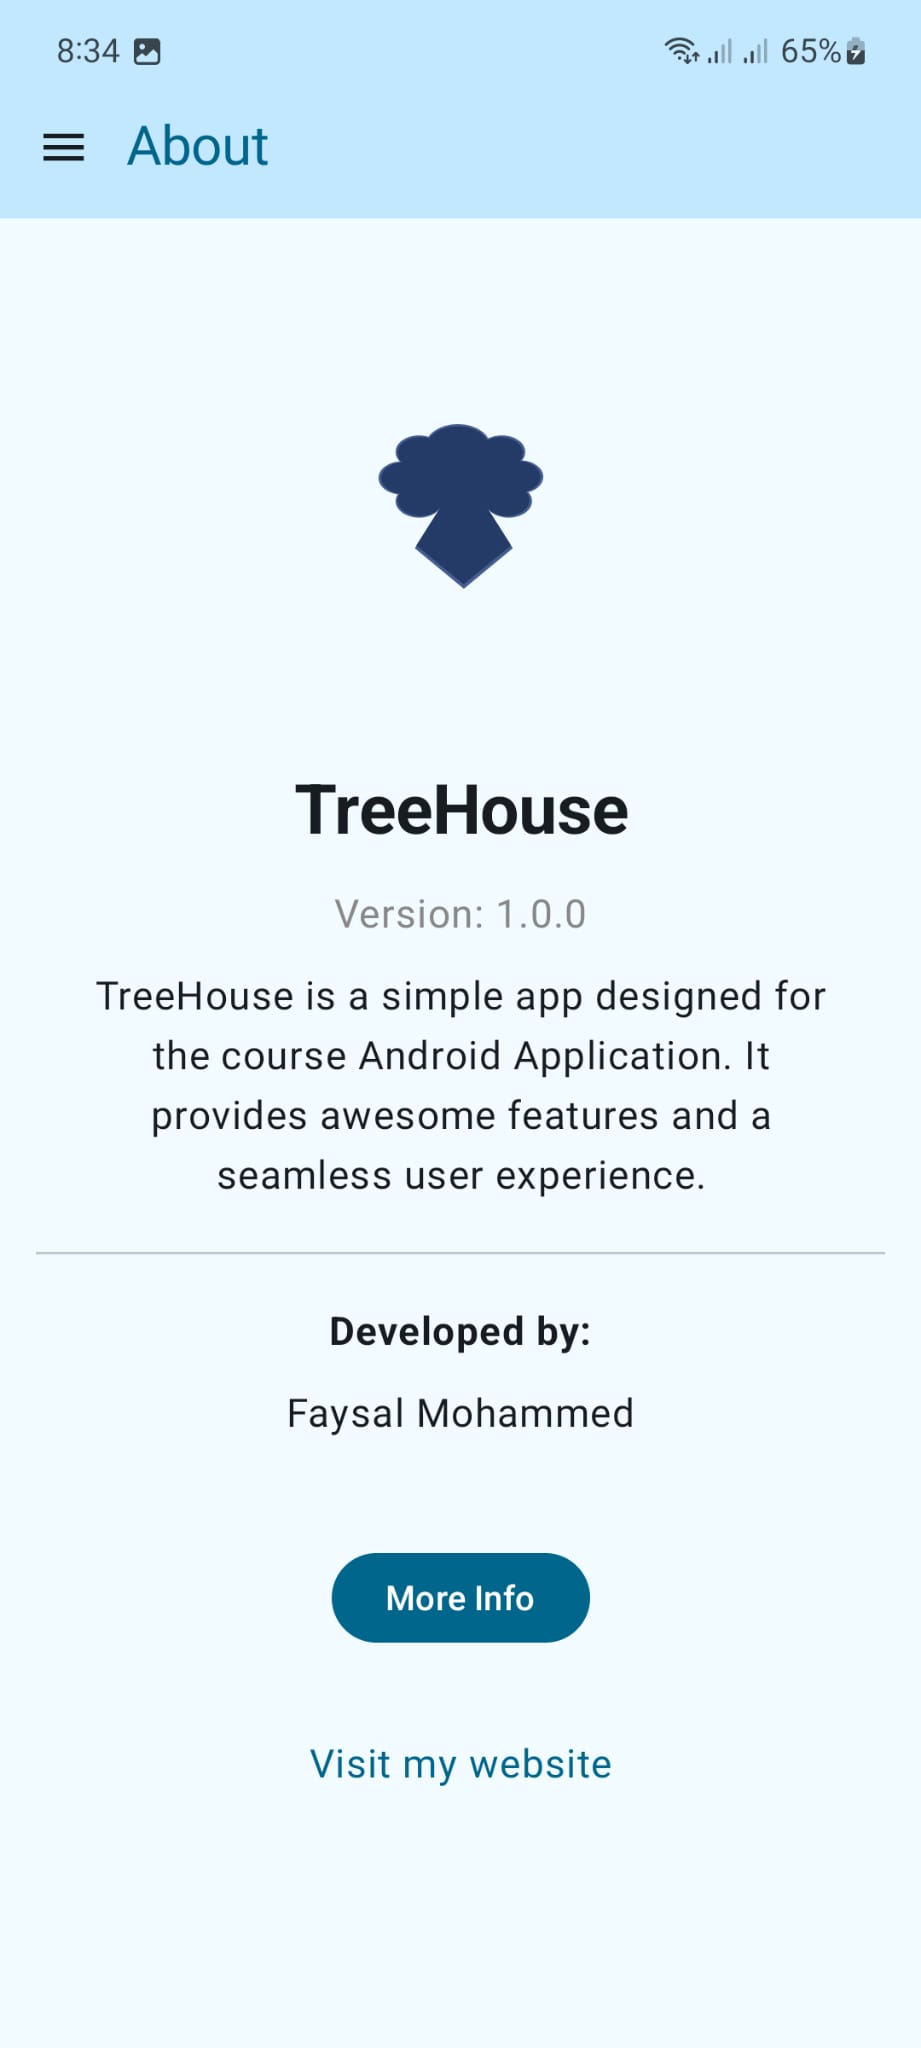 8:34
65%
About
TreeHouse
Version: 1.0.0
TreeHouse is a simple app designed for
the course Android Application. It
provides awesome features and a
seamless user experience.
Developed by:
Faysal Mohammed
More Info
Visit my website